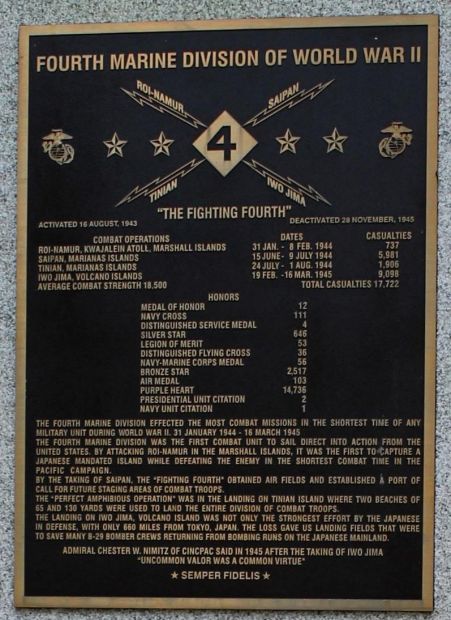 FOURTH MARINE DIVISION OF WORLD WAR II
ROI-NAMUR SAIPAN
4
TINIAN IWO JIMA
"THE FIGHTING FOURTH"
ACTIVATED 16 AUGUST, 1943 DEACTIVATED 28 NOVEMBER, 1945
COMBAT OPERATIONS DATES CASUALTIES
ROI-NAMUR, KWAJALEIN ATOLL, MARSHALL ISLANDS 31 JAN. - 8 FEB. 1944 737
SAIPAN, MARIANAS ISLANDS 15 JUNE- 9 JULY 1944 5,981
TINIAN, MARIANAS ISLANDS 24 JULY - 1 AUG. 1944 1,906
IWO JIMA, VOLCANO ISLANDS 19 FEB. -16 MAR. 1945 9,098
AVERAGE COMBAT STRENGTH 18.500 TOTAL CASUALTIES 17,722
HONORS
MEDAL OF HONOR 12
NAVY CROSS 111
DISTINGUISHED SERVICE MEDAL 4
SILVER STAR 646
LEGION OF MERIT 53
DISTINGUISHED FLYING CROSS 36
NAVY-MARINE CORPS MEDAL 56
BRONZE STAR 2,517
AIR MEDAL 103
PURPLE HEART 14,736
PRESIDENTIAL UNIT CITATION 2
NAVY UNIT CITATION 1
THE FOURTH MARINE DIVISION EFFECTED THE MOST COMBAT MISSIONS IN THE SHORTEST TIME OF ANY
MILITARY UNIT DURING WORLD WAR II. 31 JANUARY 1944 - 16 MARCH 1945
THE FOURTH MARINE DIVISION WAS THE FIRST COMBAT UNIT TO SAIL DIRECT INTO ACTION FROM THE
UNITED STATES. BY ATTACKING ROI-NAMUR IN THE MARSHALL ISLANDS, IT WAS THE FIRST TO CAPTURE A
JAPANESE MANDATED ISLAND WHILE DEFEATING THE ENEMY IN THE SHORTEST COMBAT TIME IN THE
PACIFIC CAMPAIGN.
BY THE TAKING OF SAIPAN, THE "FIGHTING FOURTH" OBTAINED AIR FIELDS AND ESTABLISHED A PORT OF
CALL FOR FUTURE STAGING AREAS OF COMBAT TROOPS.
THE "PERFECT AMPHIBIOUS OPERATION" WAS IN THE LANDING ON TINIAN ISLAND WHERE TWO BEACHES OF
65 AND 130 YARDS WERE USED TO LAND THE ENTIRE DIVISION OF COMBAT TROOPS.
THE LANDING ON IWO JIMA, VOLCANO ISLAND WAS NOT ONLY THE STRONGEST EFFORT BY THE JAPANESE
IN DEFENSE, WITH ONLY 660 MILES FROM TOKYO, JAPAN. THE LOSS GAVE US LANDING FIELDS THAT WERE
TO SAVE MANY B-29 BOMBER CREWS RETURNING FROM BOMBING RUNS ON THE JAPANESE MAINLAND.
ADMIRAL CHESTER W. NIMITZ OF CINCPAC SAID IN 1945 AFTER THE TAKING OF IWO JIMA
"UNCOMMON VALOR WAS A COMMON VIRTUE"
★ SEMPER FIDELIS ★